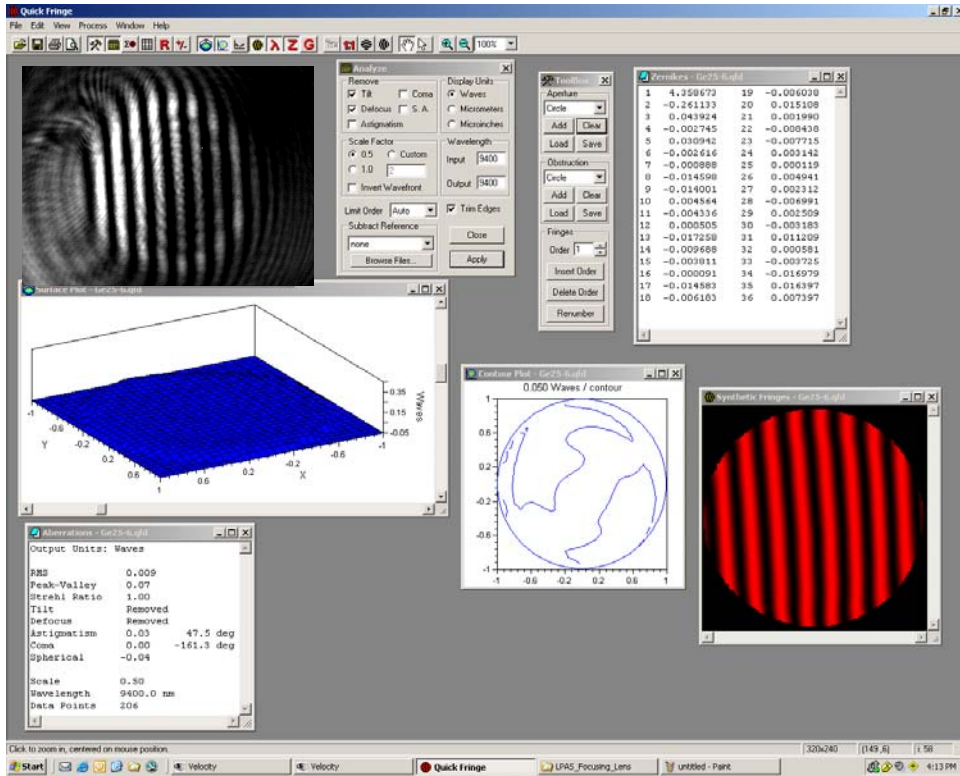 Quick Fringe
File Edit View Process Window Help
100%
Analyze
Remove
Tilt Coma
Defocus S. A.
Astigmatism
Display Units
Waves
Micrometers
Microinches
Scale Factor
0.5 Custom
1.0 2
Invert Wavefront
Wavelength
Input 9400
Output 9400
Limit Order Auto
Trim Edges
Subtract Reference
none
Browse Files...
Close
Apply
ToolBox
Aperture
Circle
Add Clear
Load Save
Obstruction
Circle
Add Clear
Load Save
Fringes
Order 1
Insert Order
Delete Order
Renumber
Zernikes - Ge25-6.qfd
1 4.358673 19 -0.006038
2 -0.261133 20 0.015108
3 0.043924 21 0.001990
4 -0.002745 22 -0.008438
5 0.030942 23 -0.007715
6 -0.002616 24 0.003142
7 -0.000888 25 0.000119
8 -0.014598 26 0.004941
9 -0.014001 27 0.002312
10 0.004564 28 -0.006991
11 -0.004336 29 0.002509
12 0.000505 30 -0.003183
13 -0.017258 31 0.011209
14 -0.009688 32 0.000581
15 -0.003811 33 -0.003725
16 -0.000091 34 -0.016979
17 -0.014583 35 0.016397
18 -0.006183 36 0.007397
Surface Plot - Ge25-6.qfd
0.35
0.15
-0.05
Waves
-1 -0.6 -0.2 0.2 0.6 1
Y
-1 -0.6 -0.2 0.2 0.6
X
Contour Plot - Ge25-6.qfd
0.050 Waves / contour
1
0.6
0.2
-0.2
-0.6
-1
-1 -0.6 -0.2 0.2 0.6 1
Synthetic Fringes - Ge25-6.qfd
Aberrations - Ge25-6.qfd
Output Units: Waves
RMS 0.009
Peak-Valley 0.07
Strehl Ratio 1.00
Tilt Removed
Defocus Removed
Astigmatism 0.03 47.5 deg
Coma 0.00 -161.3 deg
Spherical -0.04
Scale 0.50
Wavelength 9400.0 nm
Data Points 206
Click to zoom in, centered on mouse position.
320x240 (149 ,6) i: 58
Start Velocity Velocity Quick Fringe LPAS_Focusing_Lens untitled - Paint 4:13 PM